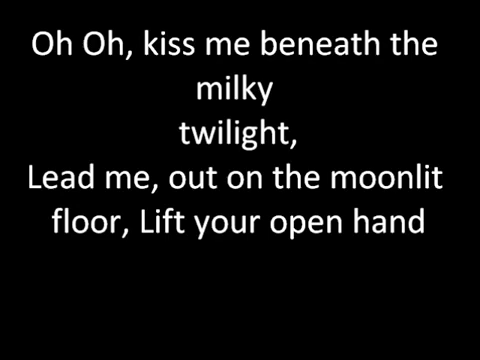 Oh Oh, kiss me beneath the
milky
twilight,
Lead me, out on the moonlit
floor, Lift your open hand